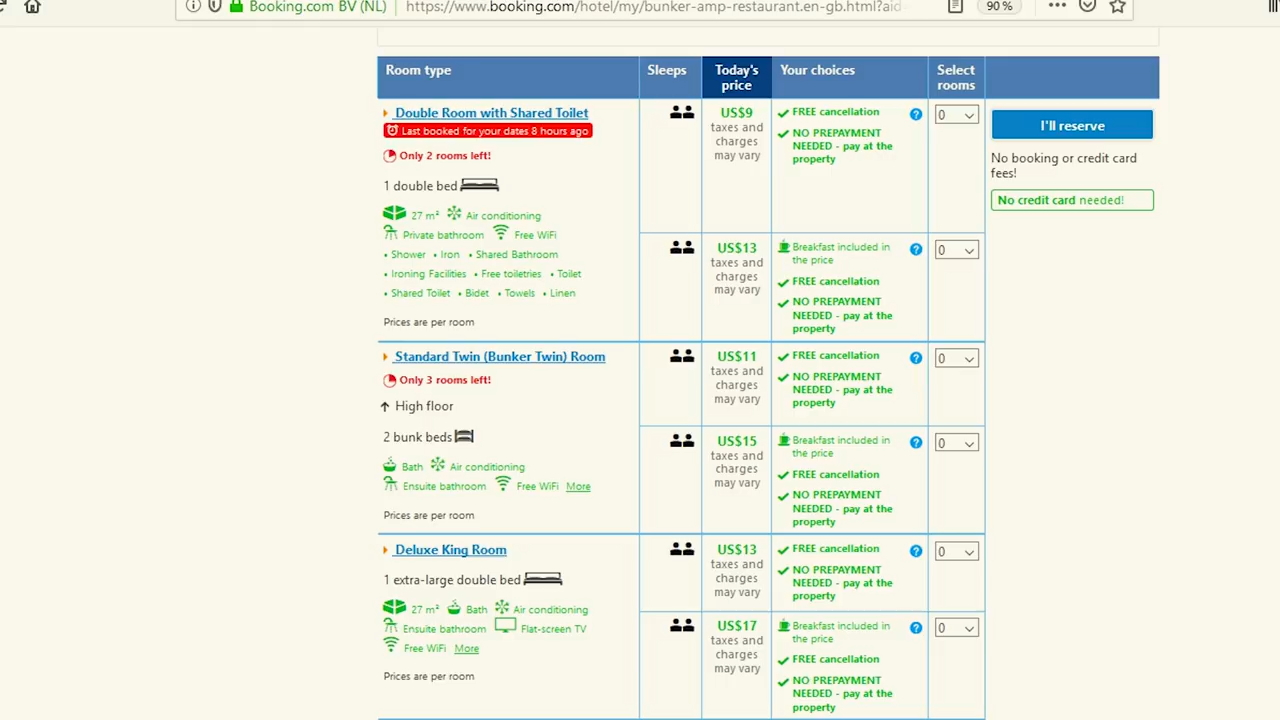 Booking.com BV (NL)
https://www.booking.com/hotel/my/bunker-amp-restaurant.en-gb.html?aid=
90 %
Room type
Sleeps
Today's
price
Your choices
Select
rooms
Double Room with Shared Toilet
Last booked for your dates 8 hours ago
Only 2 rooms left!
1 double bed
27 m² Air conditioning
Private bathroom Free WiFi
• Shower • Iron • Shared Bathroom
• Ironing Facilities • Free toiletries • Toilet
• Shared Toilet • Bidet • Towels • Linen
Prices are per room
US$9
taxes and
charges
may vary
FREE cancellation
NO PREPAYMENT
NEEDED - pay at the
property
0
I'll reserve
No booking or credit card
fees!
No credit card needed!
US$13
taxes and
charges
may vary
Breakfast included in
the price
FREE cancellation
NO PREPAYMENT
NEEDED - pay at the
property
0
Standard Twin (Bunker Twin) Room
Only 3 rooms left!
High floor
2 bunk beds
Bath Air conditioning
Ensuite bathroom Free WiFi More
Prices are per room
US$11
taxes and
charges
may vary
FREE cancellation
NO PREPAYMENT
NEEDED - pay at the
property
0
US$15
taxes and
charges
may vary
Breakfast included in
the price
FREE cancellation
NO PREPAYMENT
NEEDED - pay at the
property
0
Deluxe King Room
1 extra-large double bed
27 m² Bath Air conditioning
Ensuite bathroom Flat-screen TV
Free WiFi More
Prices are per room
US$13
taxes and
charges
may vary
FREE cancellation
NO PREPAYMENT
NEEDED - pay at the
property
0
US$17
taxes and
charges
may vary
Breakfast included in
the price
FREE cancellation
NO PREPAYMENT
NEEDED - pay at the
property
0